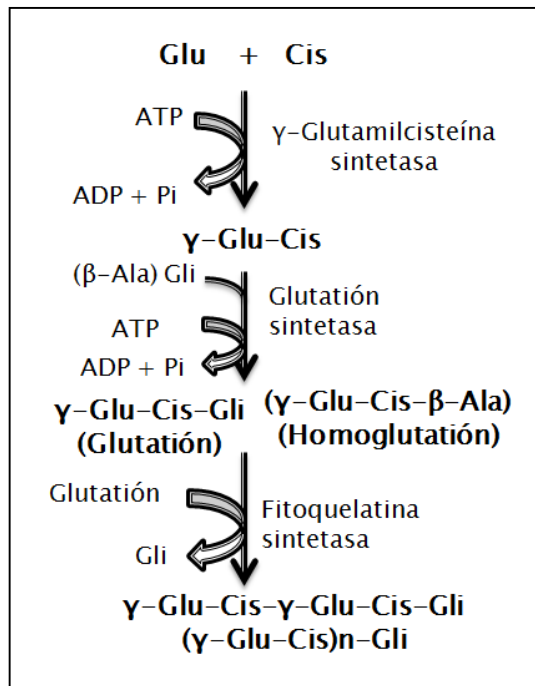 Glu + Cis
ATP
γ-Glutamilcisteína
sintetasa
ADP + Pi
γ-Glu-Cis
(β-Ala) Gli
Glutatión
sintetasa
ATP
ADP + Pi
γ-Glu-Cis-Gli
(Glutatión)
(γ-Glu-Cis-β-Ala)
(Homoglutatión)
Glutatión
Fitoquelatina
sintetasa
Gli
γ-Glu-Cis-γ-Glu-Cis-Gli
(γ-Glu-Cis)n-Gli